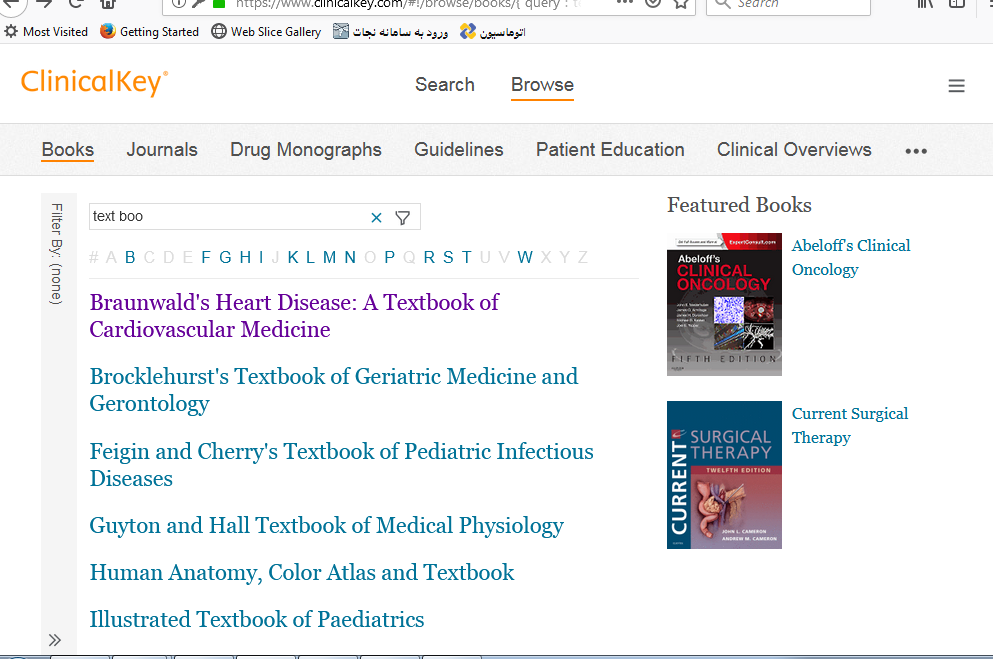 https://www.clinicalkey.com/#!/browse/books/{ query : t
Search
Most Visited Getting Started Web Slice Gallery ورود به سامانه نجات اتوماسیون
ClinicalKey®
Search Browse
Books Journals Drug Monographs Guidelines Patient Education Clinical Overviews
Filter By: (none)
text boo
# A B C D E F G H I J K L M N O P Q R S T U V W X Y Z
Braunwald's Heart Disease: A Textbook of
Cardiovascular Medicine
Brocklehurst's Textbook of Geriatric Medicine and
Gerontology
Feigin and Cherry's Textbook of Pediatric Infectious
Diseases
Guyton and Hall Textbook of Medical Physiology
Human Anatomy, Color Atlas and Textbook
Illustrated Textbook of Paediatrics
Featured Books
ExpertConsult.com
Abeloff's
CLINICAL
ONCOLOGY
FIFTH EDITION
Abeloff's Clinical
Oncology
CURRENT
SURGICAL
THERAPY
TWELFTH EDITION
JOHN L. CAMERON
ANDREW M. CAMERON
Current Surgical
Therapy